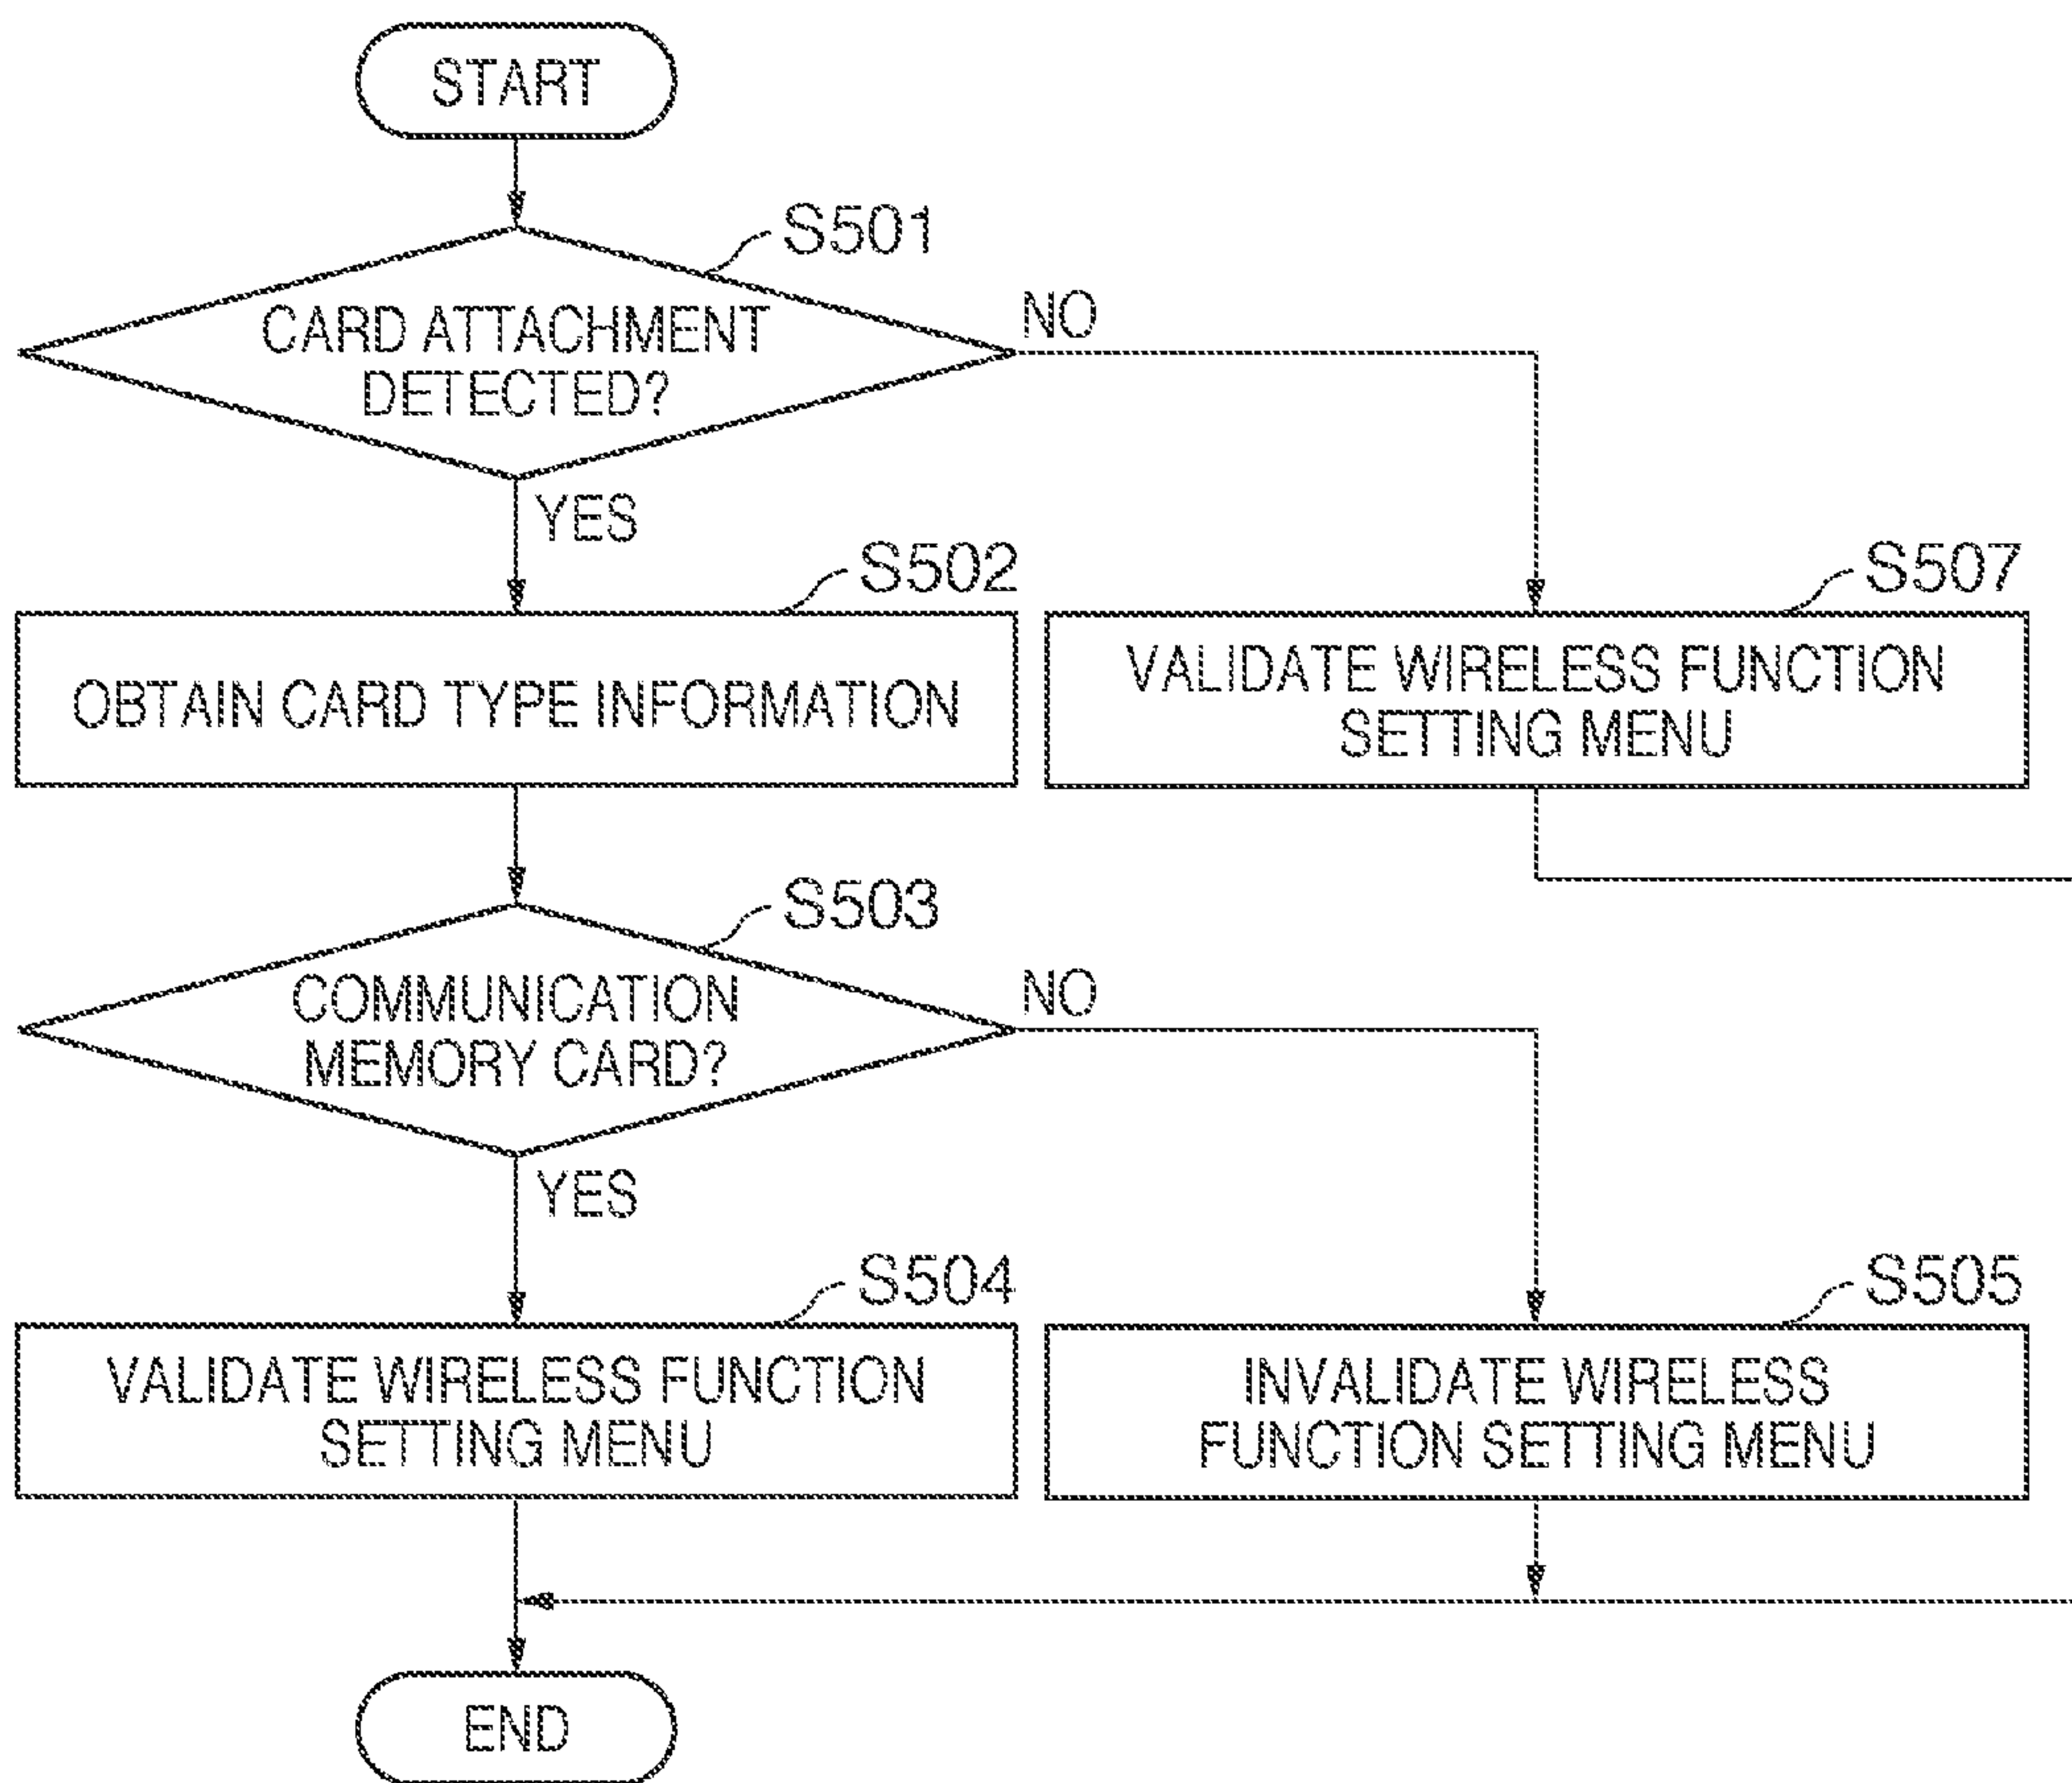 START
S501
CARD ATTACHMENT
DETECTED?
NO
YES
S502
OBTAIN CARD TYPE INFORMATION
S507
VALIDATE WIRELESS FUNCTION
SETTING MENU
S503
COMMUNICATION
MEMORY CARD?
NO
YES
S504
VALIDATE WIRELESS FUNCTION
SETTING MENU
S505
INVALIDATE WIRELESS
FUNCTION SETTING MENU
END